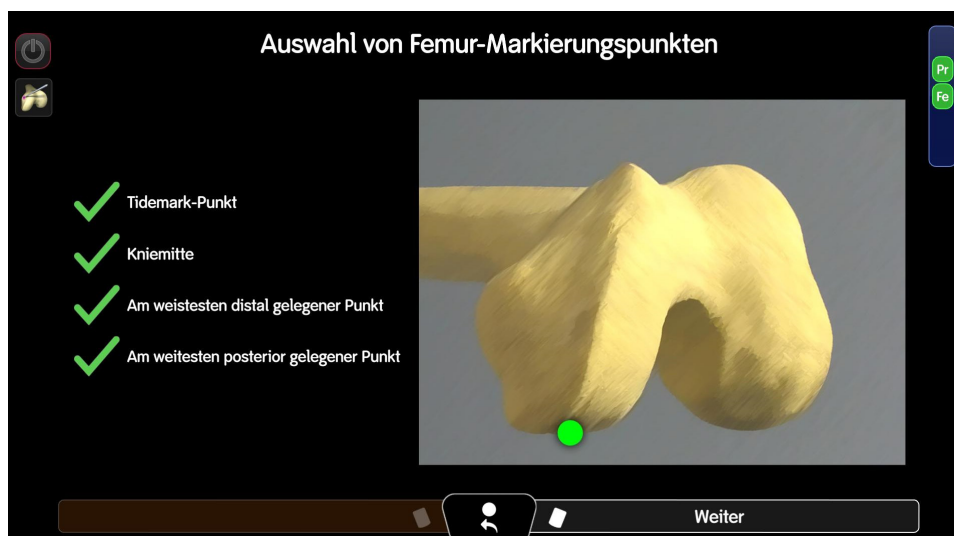 Auswahl von Femur-Markierungspunkten
Pr
Fe
Tidemark-Punkt
Kniemitte
Am weistesten distal gelegener Punkt
Am weitesten posterior gelegener Punkt
Weiter